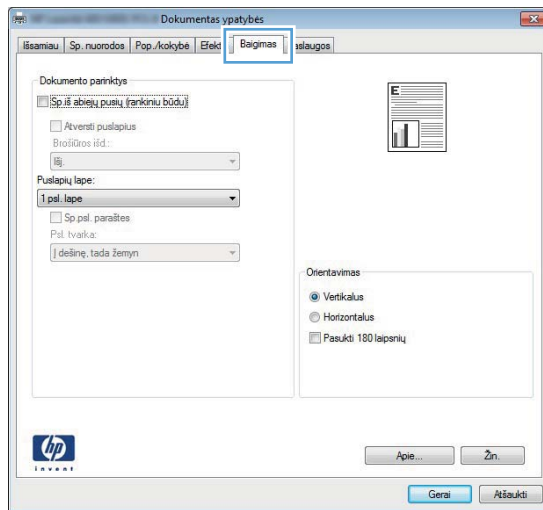 Dokumentas ypatybės
Išsamiau
Sp. nuorodos
Pop./kokybė
Efekt
Baigimas
aslaugos
Dokumento parinktys
Sp.iš abiejų pusių (rankiniu būdu)
Atversti puslapius
Brošiūros išd.:
Išj.
Puslapių lape:
1 psl. lape
Sp.psl. paraštes
Psl. tvarka:
Į dešinę, tada žemyn
E
Orientavimas
Vertikalus
Horizontalus
Pasukti 180 laipsnių
hp
invent
Apie...
Žin.
Gerai
Atšaukti